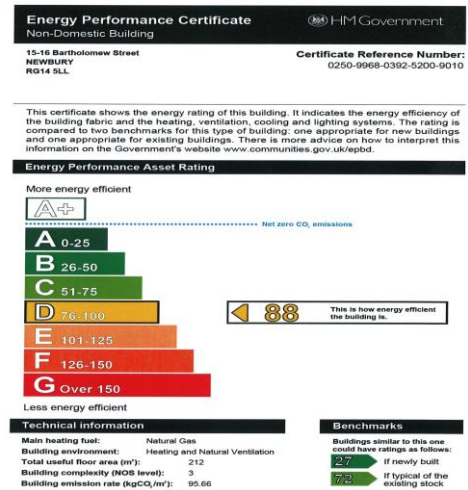 Energy Performance Certificate
HM Government
Non-Domestic Building
15-16 Bartholomew Street
NEWBURY
RG14 5LL
Certificate Reference Number:
0250-9968-0392-5200-9010
This certificate shows the energy rating of this building. It indicates the energy efficiency of
the building fabric and the heating, ventilation, cooling and lighting systems. The rating is
compared to two benchmarks for this type of building: one appropriate for new buildings
and one appropriate for existing buildings. There is more advice on how to interpret this
information on the Government's website www.communities.gov.uk/epbd.
Energy Performance Asset Rating
More energy efficient
A+
Net zero CO₂ emissions
A 0-25
B 26-50
C 51-75
D 76-100
88 This is how energy efficient
the building is.
E 101-125
F 126-150
G Over 150
Less energy efficient
Technical information
Main heating fuel: Natural Gas
Building environment: Heating and Natural Ventilation
Total useful floor area (m²): 212
Building complexity (NOS level): 3
Building emission rate (kgCO₂/m²): 95.66
Benchmarks
Buildings similar to this one
could have ratings as follows:
27 If newly built
72 If typical of the
existing stock